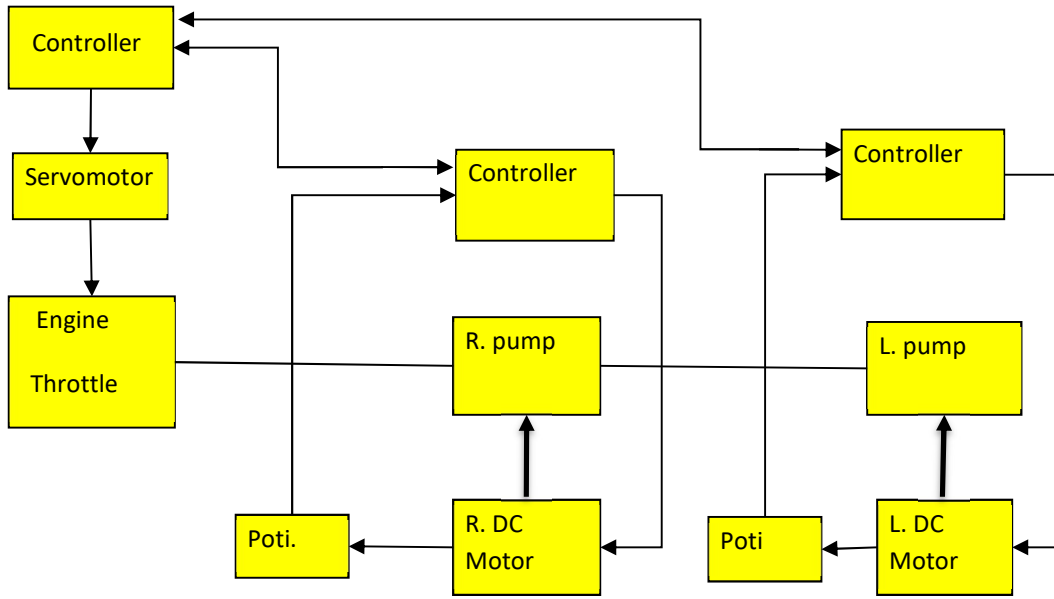 Controller
Servomotor
Engine
Throttle
Controller
Controller
R. pump
L. pump
Poti.
R. DC
Motor
Poti
L. DC
Motor